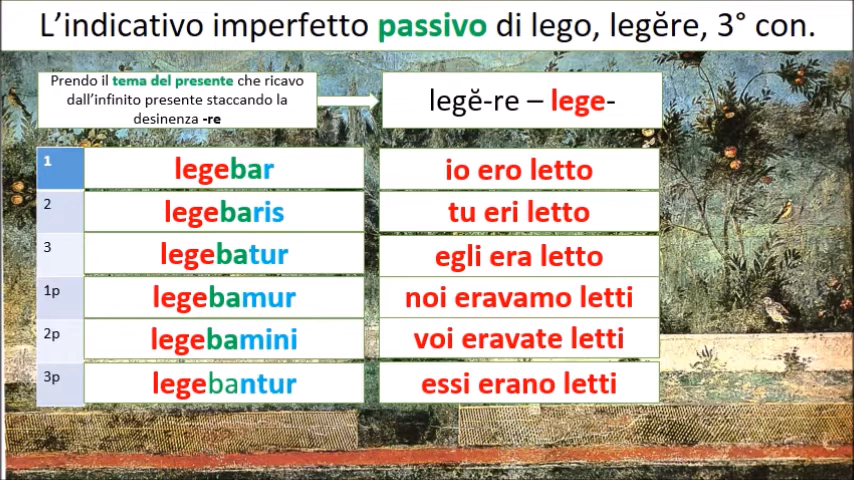 L’indicativo imperfetto passivo di lego, legĕre, 3° con.
Prendo il tema del presente che ricavo
dall’infinito presente staccando la
desinenza -re
legĕ-re – lege-
1 legebar io ero letto
2 legebaris tu eri letto
3 legebatur egli era letto
1p legebamur noi eravamo letti
2p legebamini voi eravate letti
3p legebantur essi erano letti